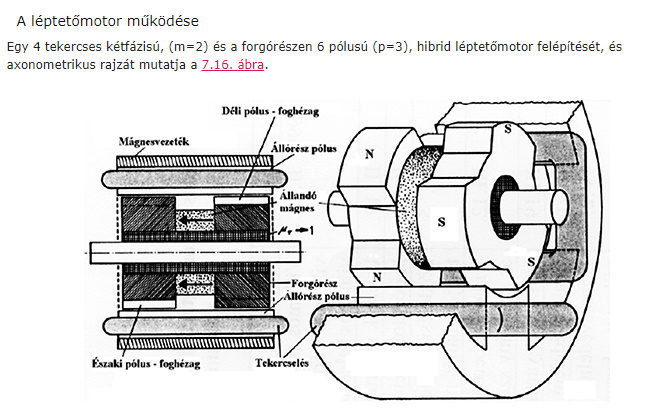 A léptetőmotor működése
Egy 4 tekercses kétfázisú, (m=2) és a forgórészen 6 pólusú (p=3), hibrid léptetőmotor felépítését, és
axonometrikus rajzát mutatja a 7.16. ábra.
Déli pólus - foghézag
Mágnesvezeték
Állórész pólus
Állandó
mágnes
μr → 1
Forgórész
Állórész pólus
Északi pólus - foghézag
Tekercselés
N
S
S
S
N